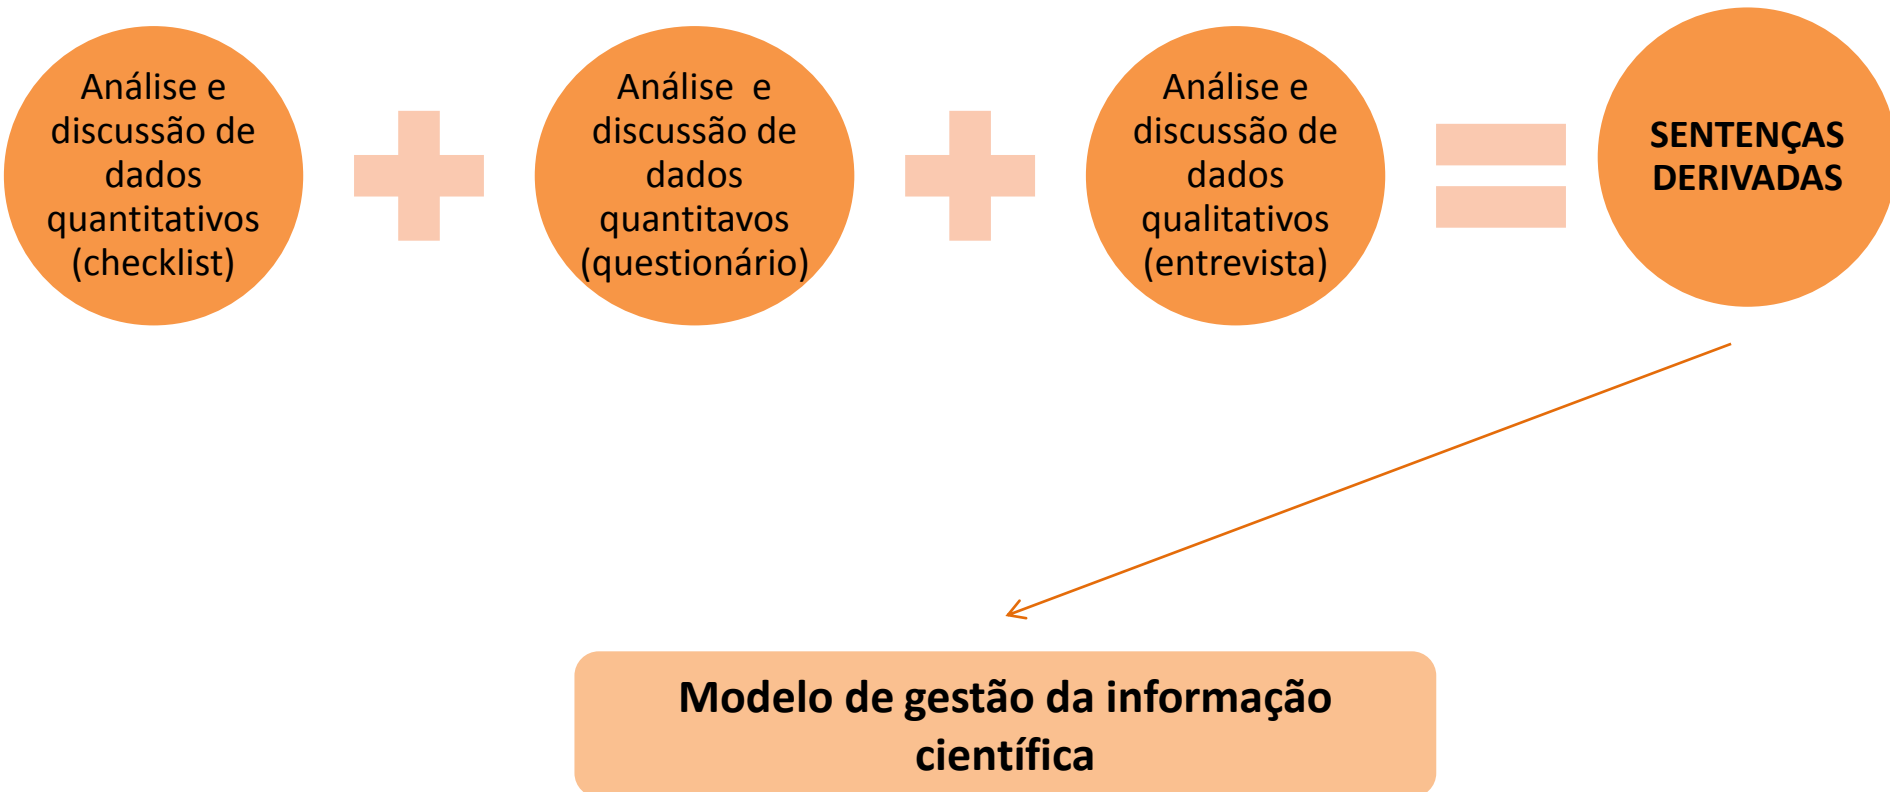 Análise e
discussão de
dados
quantitativos
(checklist)
Análise e
discussão de
dados
quantitavos
(questionário)
Análise e
discussão de
dados
qualitativos
(entrevista)
SENTENÇAS
DERIVADAS
Modelo de gestão da informação
científica